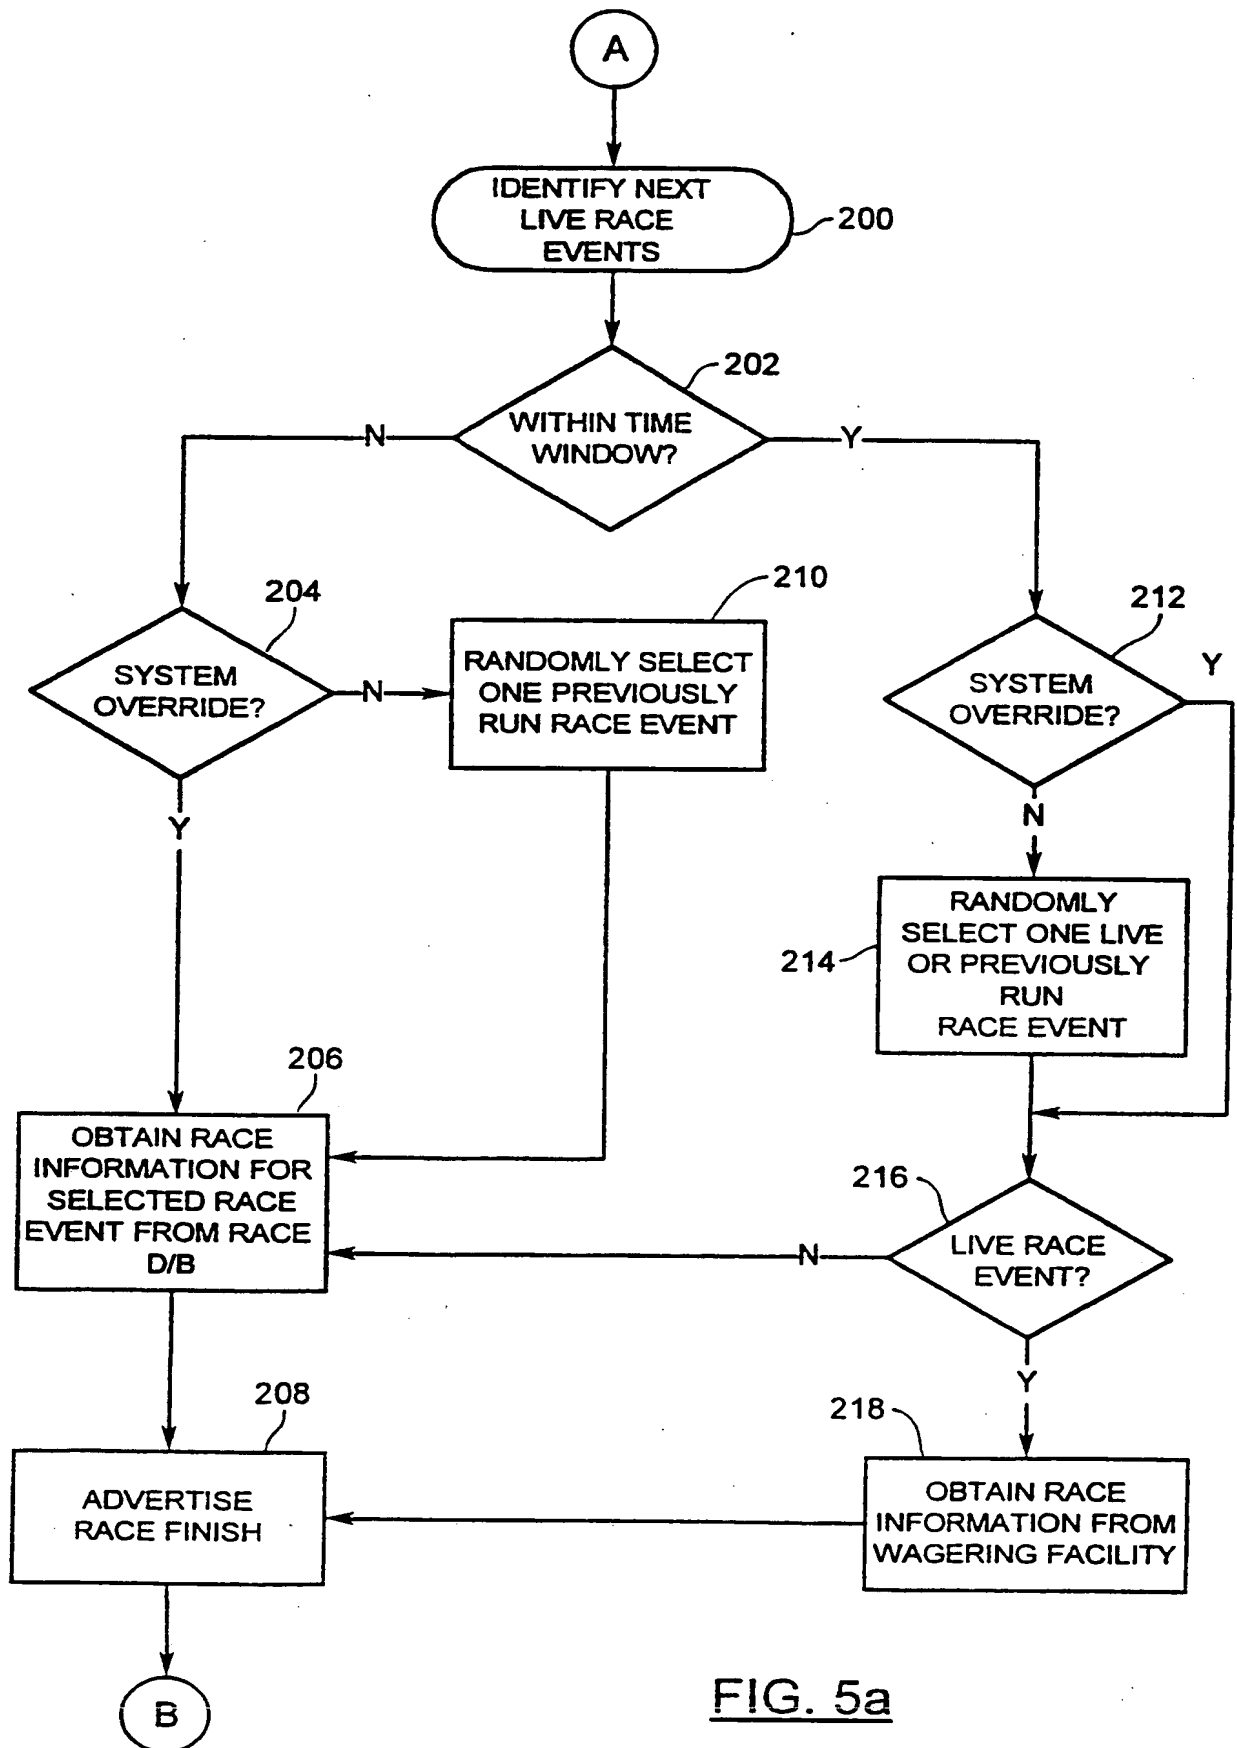 A
IDENTIFY NEXT
LIVE RACE
EVENTS
200
202
WITHIN TIME
WINDOW?
N
Y
204
SYSTEM
OVERRIDE?
N
Y
210
RANDOMLY SELECT
ONE PREVIOUSLY
RUN RACE EVENT
212
SYSTEM
OVERRIDE?
Y
N
214
RANDOMLY
SELECT ONE LIVE
OR PREVIOUSLY
RUN
RACE EVENT
206
OBTAIN RACE
INFORMATION FOR
SELECTED RACE
EVENT FROM RACE
D/B
216
LIVE RACE
EVENT?
N
Y
208
ADVERTISE
RACE FINISH
218
OBTAIN RACE
INFORMATION FROM
WAGERING FACILITY
B
FIG. 5a